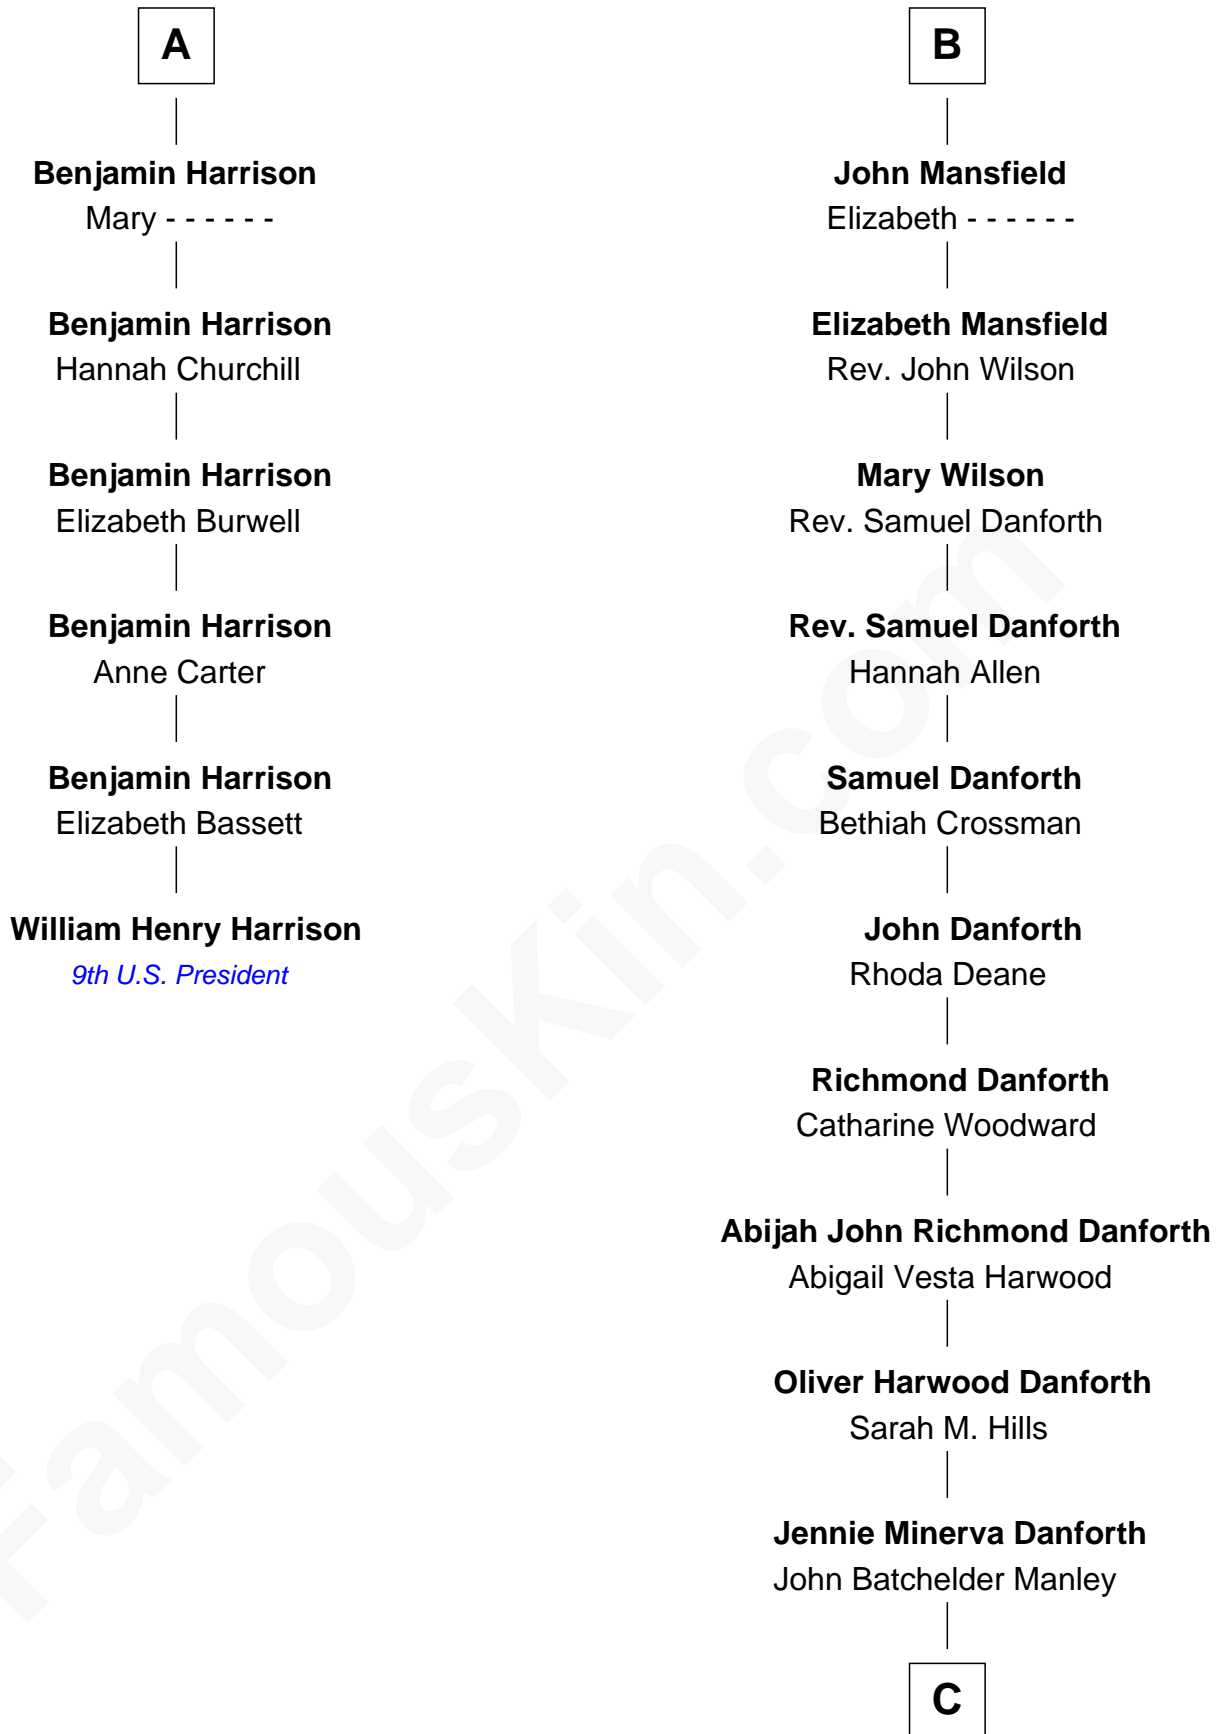 A
Benjamin Harrison
Mary - - - - - -
Benjamin Harrison
Hannah Churchill
Benjamin Harrison
Elizabeth Burwell
Benjamin Harrison
Anne Carter
Benjamin Harrison
Elizabeth Bassett
William Henry Harrison
9th U.S. President
B
John Mansfield
Elizabeth - - - - - -
Elizabeth Mansfield
Rev. John Wilson
Mary Wilson
Rev. Samuel Danforth
Rev. Samuel Danforth
Hannah Allen
Samuel Danforth
Bethiah Crossman
John Danforth
Rhoda Deane
Richmond Danforth
Catharine Woodward
Abijah John Richmond Danforth
Abigail Vesta Harwood
Oliver Harwood Danforth
Sarah M. Hills
Jennie Minerva Danforth
John Batchelder Manley
C
FamousKin.com